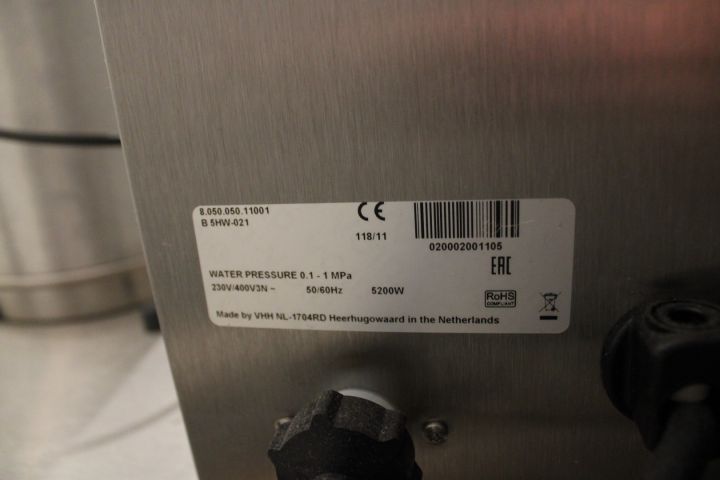 8.050.050.11001
B 5HW-021
CE
118/11
020002001105
EAC
WATER PRESSURE 0.1 - 1 MPa
230V/400V3N ~ 50/60Hz 5200W
RoHS
COMPLIANT
Made by VHH NL-1704RD Heerhugowaard in the Netherlands